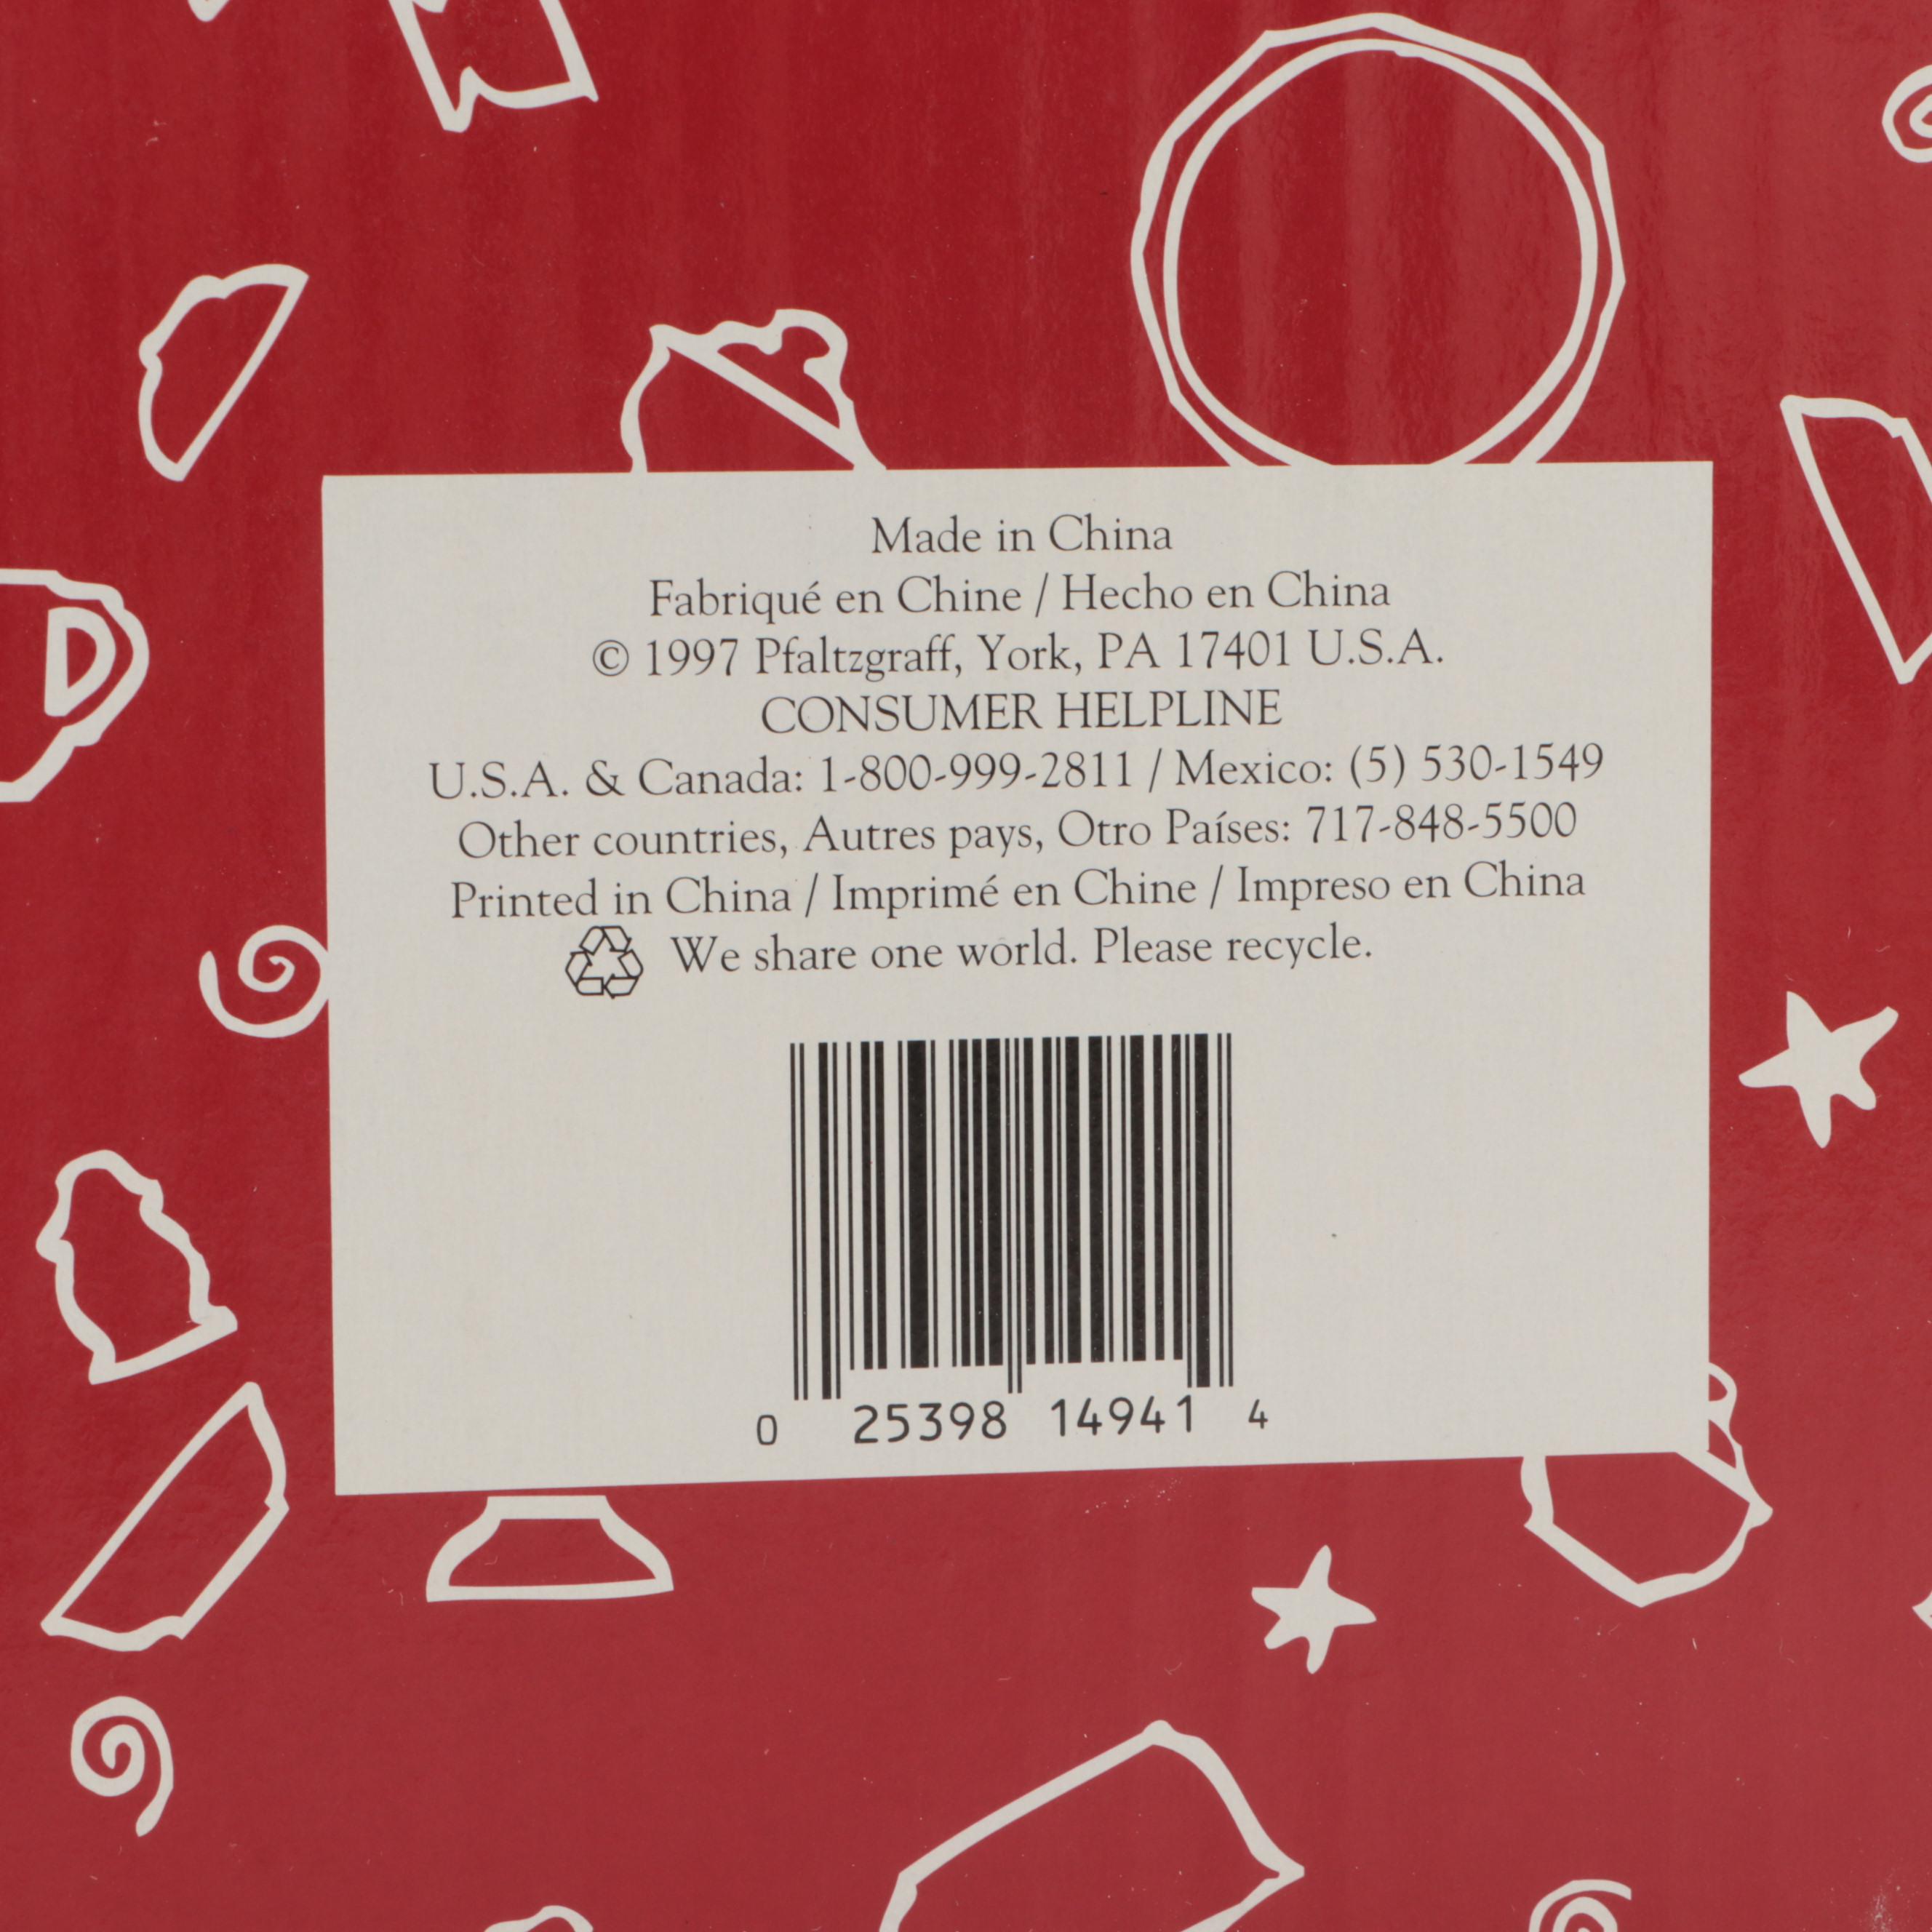 Made in China
Fabriqué en Chine / Hecho en China
© 1997 Pfaltzgraff, York, PA 17401 U.S.A.
CONSUMER HELPLINE
U.S.A. & Canada: 1-800-999-2811 / Mexico: (5) 530-1549
Other countries, Autres pays, Otro Países: 717-848-5500
Printed in China / Imprimé en Chine / Impreso en China
We share one world. Please recycle.
0 25398 14941 4